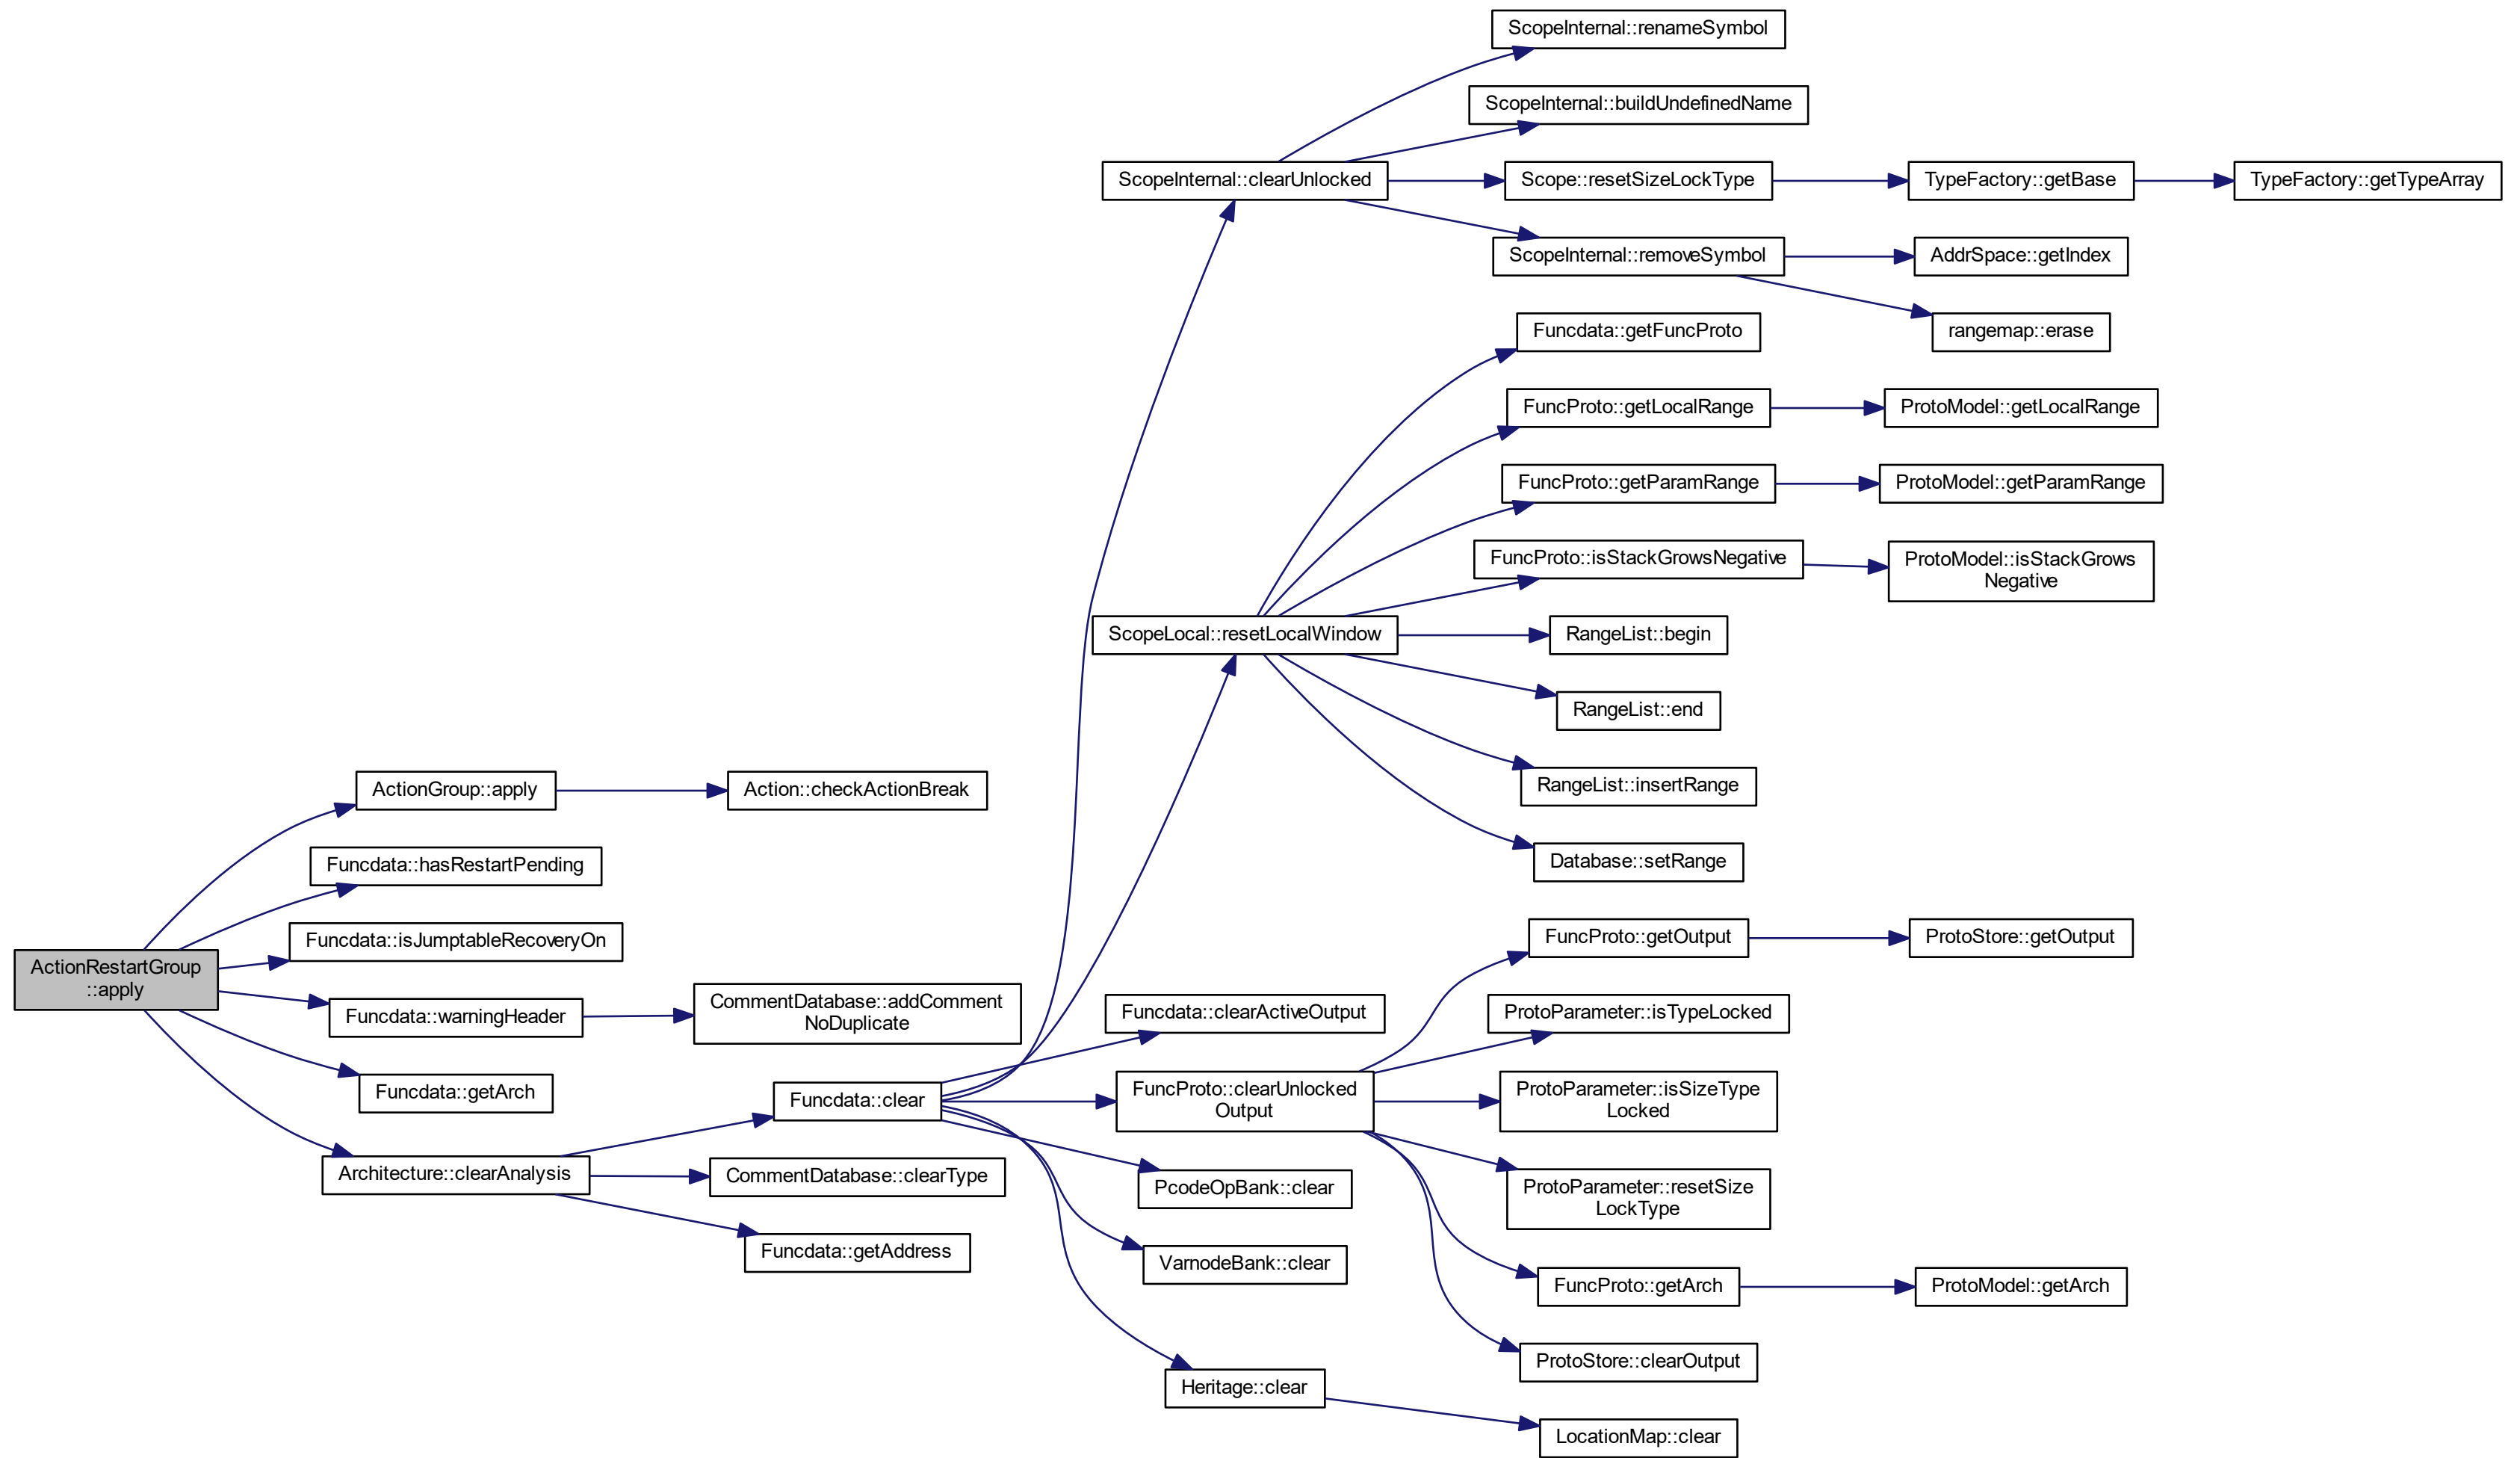 ScopeInternal::renameSymbol
ScopeInternal::buildUndefinedName
ScopeInternal::clearUnlocked
Scope::resetSizeLockType
TypeFactory::getBase
TypeFactory::getTypeArray
ScopeInternal::removeSymbol
AddrSpace::getIndex
rangemap::erase
Funcdata::getFuncProto
FuncProto::getLocalRange
ProtoModel::getLocalRange
FuncProto::getParamRange
ProtoModel::getParamRange
FuncProto::isStackGrowsNegative
ProtoModel::isStackGrows
Negative
ScopeLocal::resetLocalWindow
RangeList::begin
RangeList::end
RangeList::insertRange
Database::setRange
ActionGroup::apply
Action::checkActionBreak
Funcdata::hasRestartPending
Funcdata::isJumptableRecoveryOn
ActionRestartGroup
::apply
Funcdata::warningHeader
CommentDatabase::addComment
NoDuplicate
Funcdata::getArch
Architecture::clearAnalysis
Funcdata::clear
CommentDatabase::clearType
Funcdata::getAddress
Funcdata::clearActiveOutput
FuncProto::clearUnlocked
Output
PcodeOpBank::clear
VarnodeBank::clear
Heritage::clear
FuncProto::getOutput
ProtoStore::getOutput
ProtoParameter::isTypeLocked
ProtoParameter::isSizeType
Locked
ProtoParameter::resetSize
LockType
FuncProto::getArch
ProtoModel::getArch
ProtoStore::clearOutput
LocationMap::clear